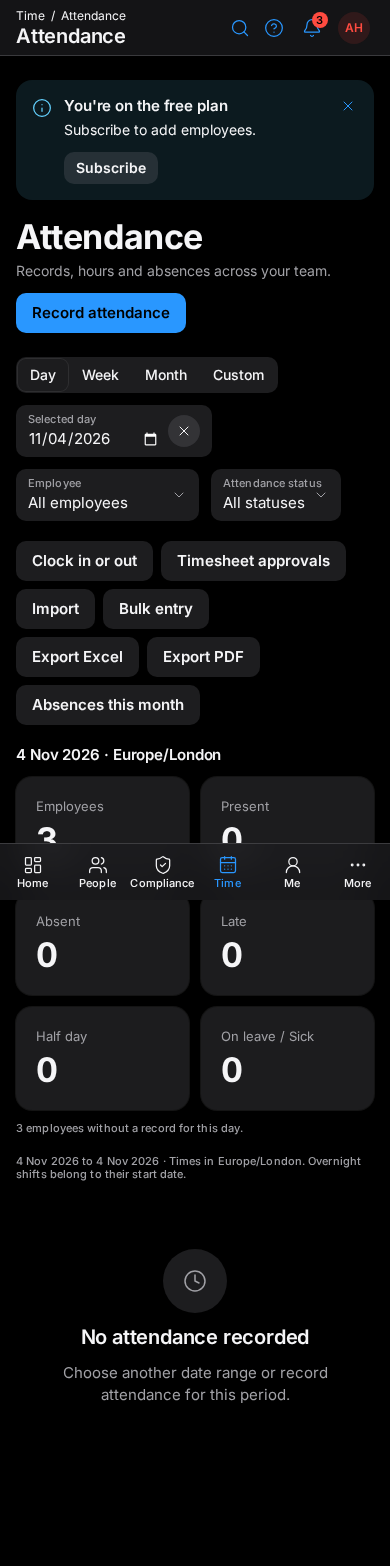 Time / Attendance
Attendance
3
AH
You're on the free plan
Subscribe to add employees.
Subscribe
Attendance
Records, hours and absences across your team.
Record attendance
Day Week Month Custom
Selected day
11/04/2026
Employee
All employees
Attendance status
All statuses
Clock in or out Timesheet approvals
Import Bulk entry
Export Excel Export PDF
Absences this month
4 Nov 2026 · Europe/London
Employees Present
3 0
Home People Compliance Time Me More
Absent Late
0 0
Half day On leave / Sick
0 0
3 employees without a record for this day.
4 Nov 2026 to 4 Nov 2026 · Times in Europe/London. Overnight
shifts belong to their start date.
No attendance recorded
Choose another date range or record
attendance for this period.